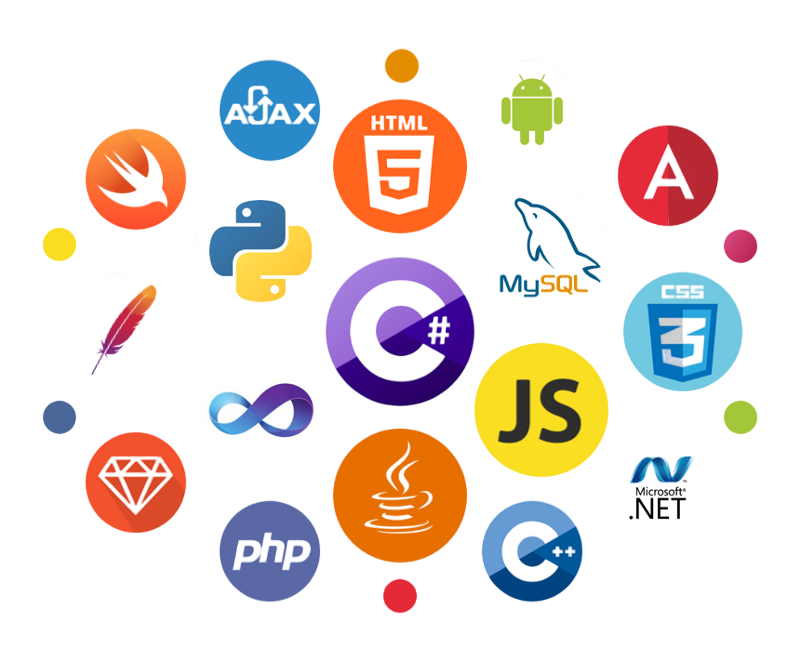 AJAX
HTML
5
A
MySQL
C#
CSS
3
JS
Microsoft®
.NET
php
C++